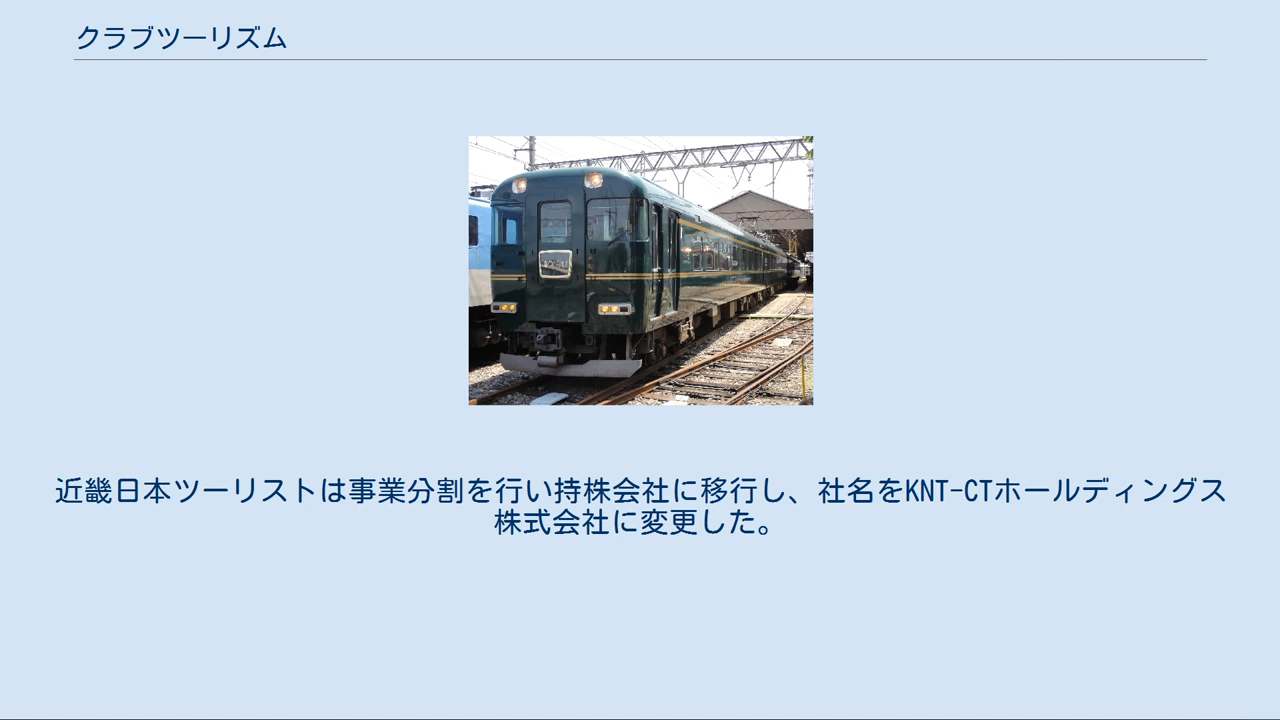 クラブツーリズム
近畿日本ツーリストは事業分割を行い持株会社に移行し、社名をKNT-CTホールディングス
株式会社に変更した。